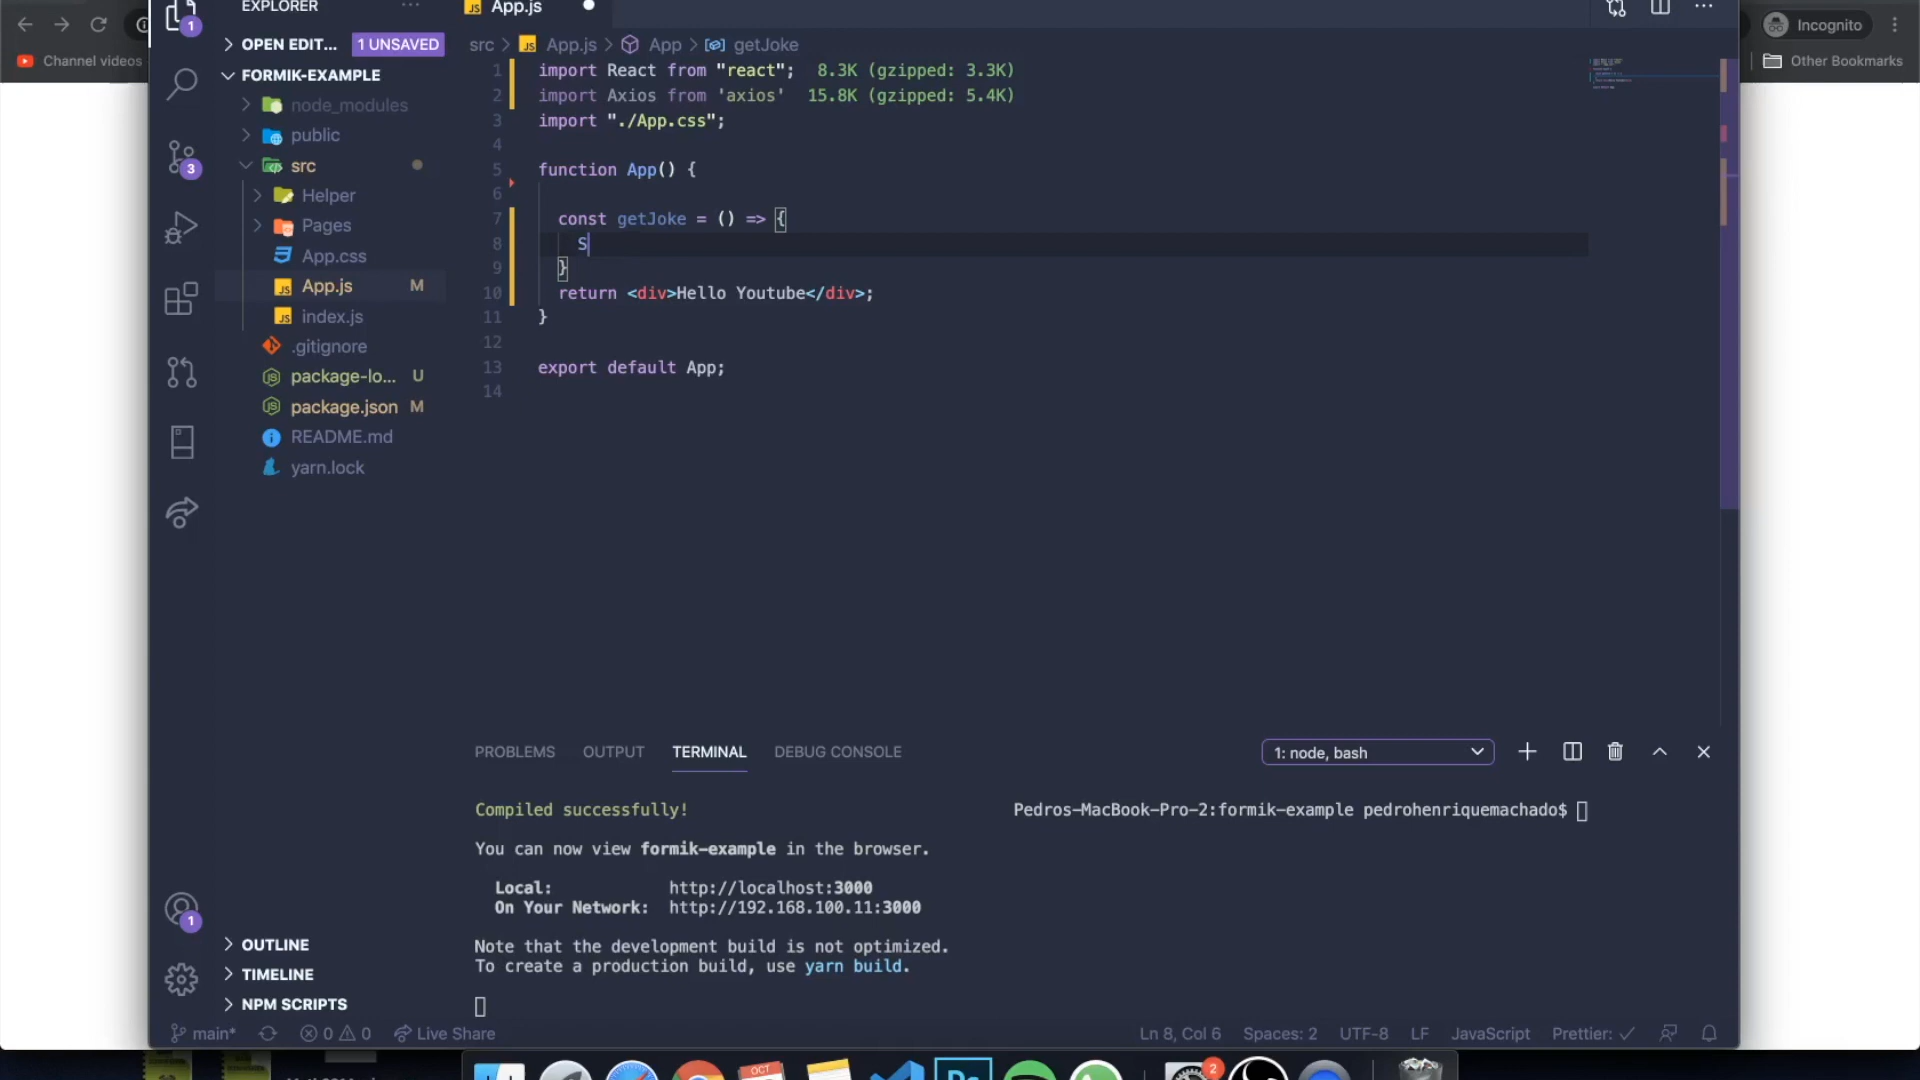 Channel videos
Incognito
Other Bookmarks
EXPLORER
OPEN EDIT... 1 UNSAVED
FORMIK-EXAMPLE
node_modules
public
src
Helper
Pages
App.css
App.js M
index.js
.gitignore
package-lo... U
package.json M
README.md
yarn.lock
OUTLINE
TIMELINE
NPM SCRIPTS
1
3
1
App.js
src > App.js > App > getJoke
1 import React from "react"; 8.3K (gzipped: 3.3K)
2 import Axios from 'axios' 15.8K (gzipped: 5.4K)
3 import "./App.css";
4
5 function App() {
6
7 const getJoke = () => {
8 S
9 }
10 return <div>Hello Youtube</div>;
11 }
12
13 export default App;
14
PROBLEMS OUTPUT TERMINAL DEBUG CONSOLE
1: node, bash
Compiled successfully!
You can now view formik-example in the browser.
Local: http://localhost:3000
On Your Network: http://192.168.100.11:3000
Note that the development build is not optimized.
To create a production build, use yarn build.
Pedros-MacBook-Pro-2:formik-example pedrohenriquemachado$
main* 0 0 Live Share
Ln 8, Col 6 Spaces: 2 UTF-8 LF JavaScript Prettier: ✓
OCT
2